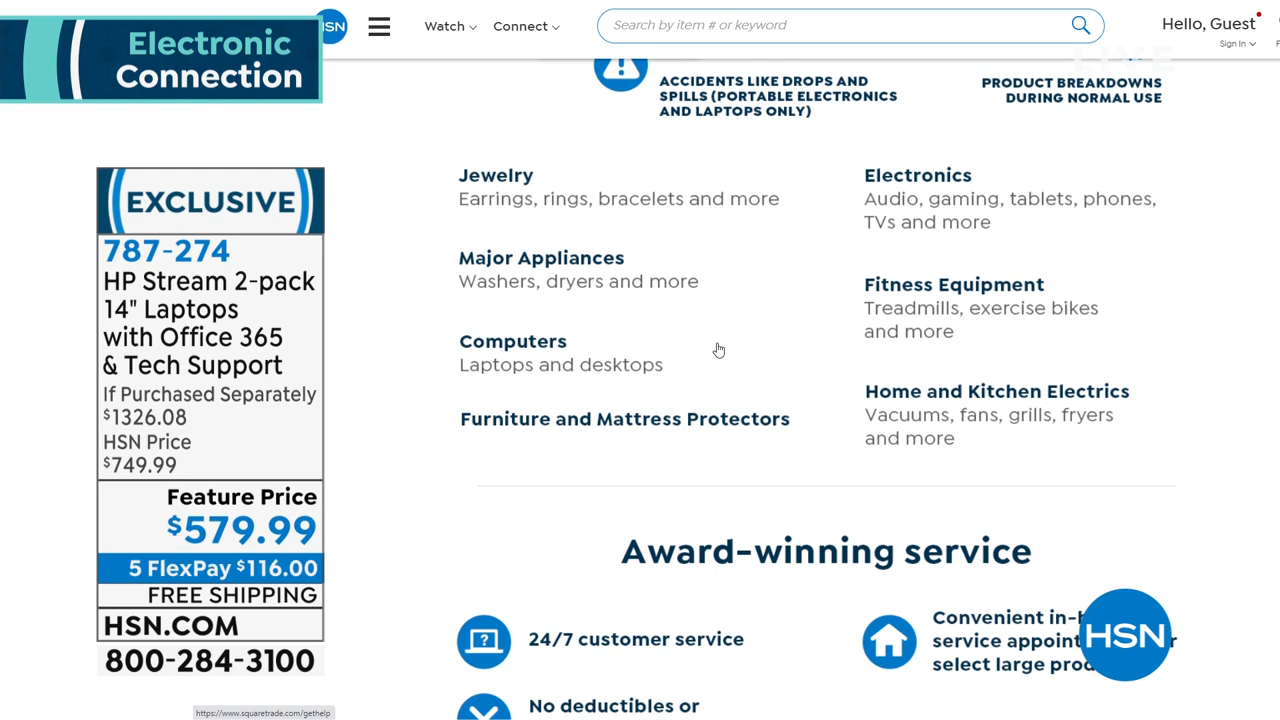 Electronic
Connection
HSN
Watch
Connect
Search by item # or keyword
Hello, Guest
Sign In
LIVE
ACCIDENTS LIKE DROPS AND
SPILLS (PORTABLE ELECTRONICS
AND LAPTOPS ONLY)
PRODUCT BREAKDOWNS
DURING NORMAL USE
EXCLUSIVE
787-274
HP Stream 2-pack
14" Laptops
with Office 365
& Tech Support
If Purchased Separately
$1326.08
HSN Price
$749.99
Feature Price
$579.99
5 FlexPay $116.00
FREE SHIPPING
HSN.COM
800-284-3100
Jewelry
Earrings, rings, bracelets and more
Major Appliances
Washers, dryers and more
Computers
Laptops and desktops
Furniture and Mattress Protectors
Electronics
Audio, gaming, tablets, phones,
TVs and more
Fitness Equipment
Treadmills, exercise bikes
and more
Home and Kitchen Electrics
Vacuums, fans, grills, fryers
and more
Award-winning service
?
24/7 customer service
No deductibles or
Convenient
service
select large
HSN
https://www.squaretrade.com/gethelp